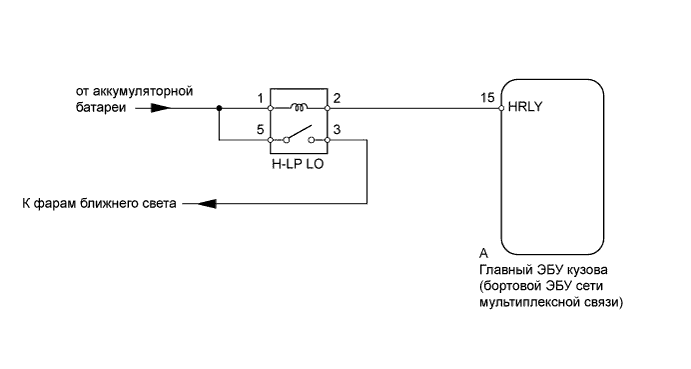 от аккумуляторной
батареи
1
2
15
HRLY
5
3
H-LP LO
К фарам ближнего света
A
Главный ЭБУ кузова
(бортовой ЭБУ сети
мультиплексной связи)